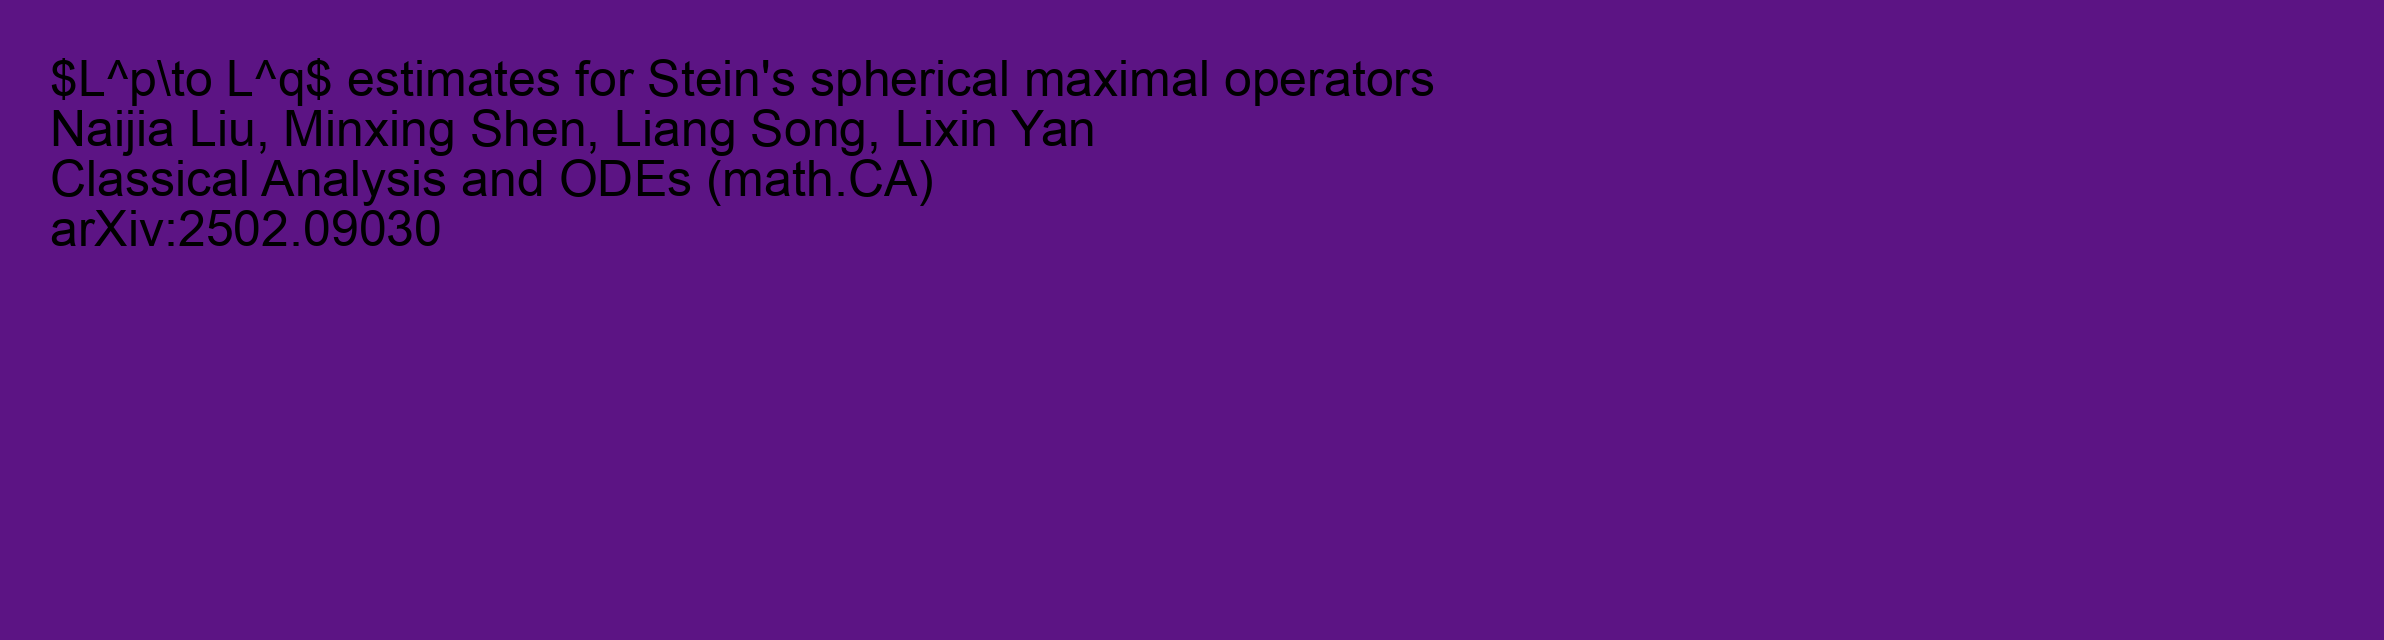 $L^p\to L^q$ estimates for Stein's spherical maximal operators
Naijia Liu, Minxing Shen, Liang Song, Lixin Yan
Classical Analysis and ODEs (math.CA)
arXiv:2502.09030